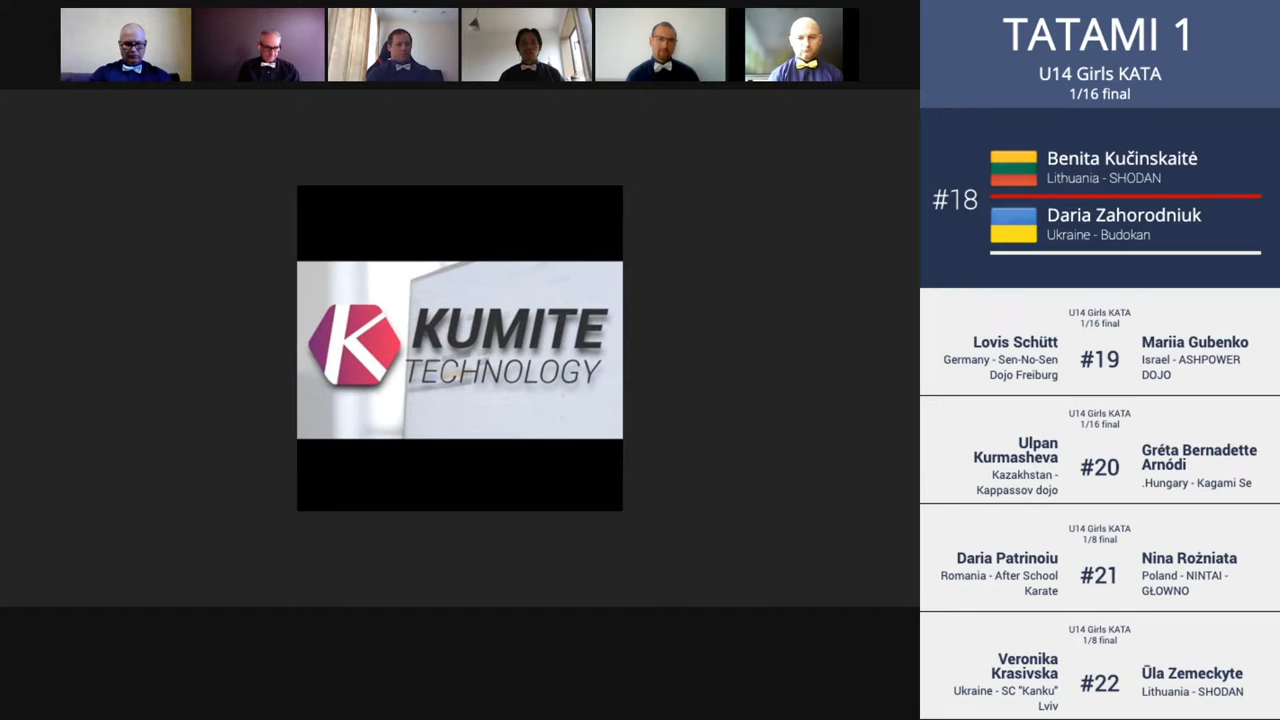 TATAMI 1
U14 Girls KATA
1/16 final
#18
Benita Kučinskaitė
Lithuania - SHODAN
Daria Zahorodniuk
Ukraine - Budokan
KUMITE
TECHNOLOGY
U14 Girls KATA
1/16 final
Lovis Schütt
Germany - Sen-No-Sen
Dojo Freiburg
#19
Mariia Gubenko
Israel - ASHPOWER
DOJO
U14 Girls KATA
1/16 final
Ulpan
Kurmasheva
Kazakhstan -
Kappassov dojo
#20
Gréta Bernadette
Arnódi
.Hungary - Kagami Se
U14 Girls KATA
1/8 final
Daria Patrinoiu
Romania - After School
Karate
#21
Nina Rożniata
Poland - NINTAI -
GŁOWNO
U14 Girls KATA
1/8 final
Veronika
Krasivska
Ukraine - SC "Kanku"
Lviv
#22
Ūla Zemeckyte
Lithuania - SHODAN